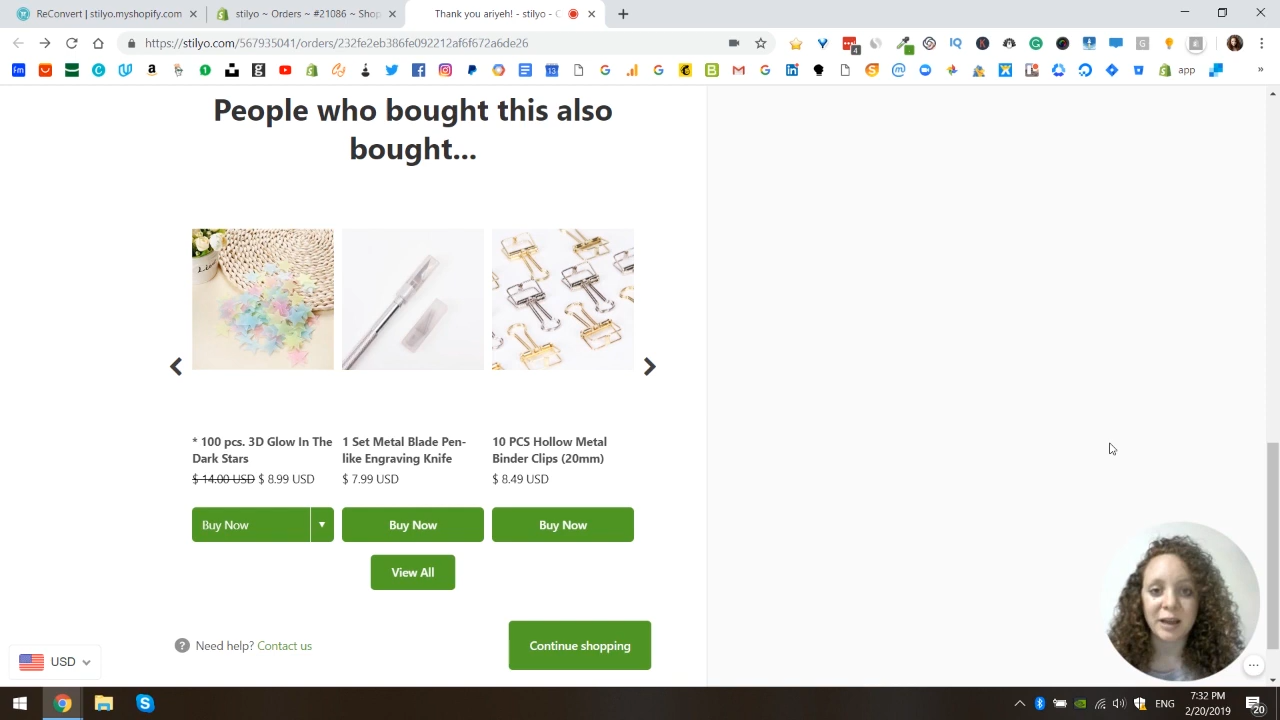 ReConvert | stilyo.myshopify.com
stilyo ~ Orders ~ #21086 ~ Shop
Thank you ariyeh! - stilyo - C
https://stilyo.com/567935041/orders/232fe2eb386fe092212af6f672a6de26
4
IQ
app
»
People who bought this also
bought...
* 100 pcs. 3D Glow In The
Dark Stars
$ 14.00 USD $ 8.99 USD
Buy Now
1 Set Metal Blade Pen-
like Engraving Knife
$ 7.99 USD
Buy Now
10 PCS Hollow Metal
Binder Clips (20mm)
$ 8.49 USD
Buy Now
View All
Need help? Contact us
Continue shopping
USD
ENG
7:32 PM
2/20/2019
20